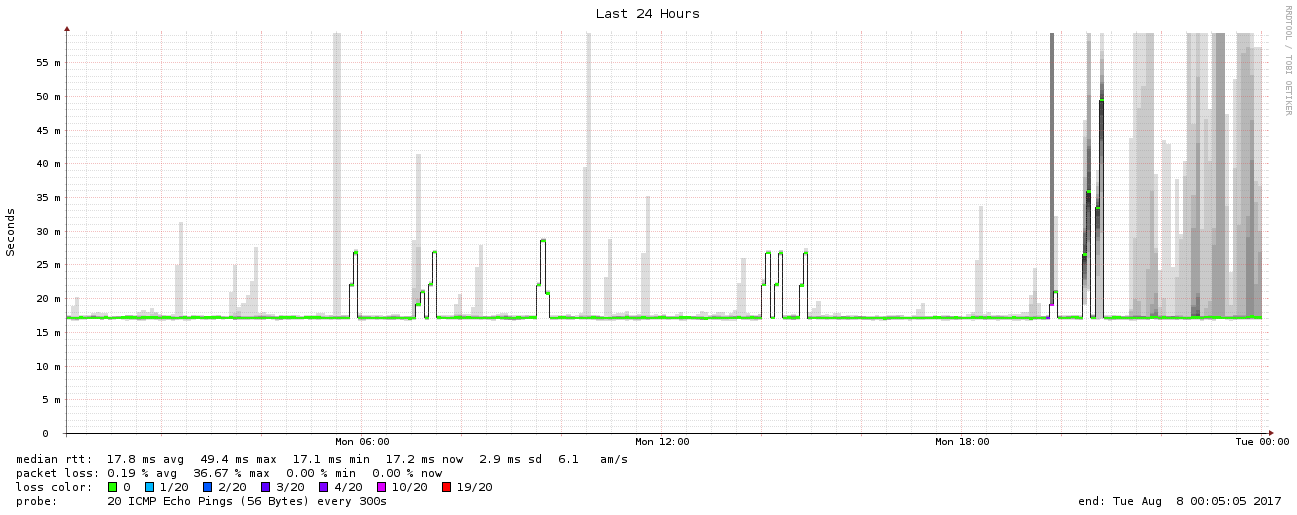 Last 24 Hours
RRDTOOL / TOBI OETIKER
Seconds
55 m
50 m
45 m
40 m
35 m
30 m
25 m
20 m
15 m
10 m
5 m
0
Mon 06:00 Mon 12:00 Mon 18:00 Tue 00:00
median rtt: 17.8 ms avg 49.4 ms max 17.1 ms min 17.2 ms now 2.9 ms sd 6.1 am/s
packet loss: 0.19 % avg 36.67 % max 0.00 % min 0.00 % now
loss color: 0 1/20 2/20 3/20 4/20 10/20 19/20
probe: 20 ICMP Echo Pings (56 Bytes) every 300s end: Tue Aug 8 00:05:05 2017